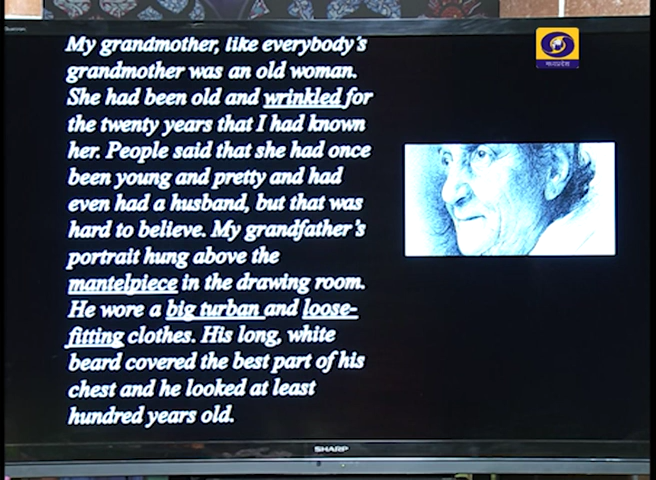 My grandmother, like everybody's
grandmother was an old woman.
She had been old and wrinkled for
the twenty years that I had known
her. People said that she had once
been young and pretty and had
even had a husband, but that was
hard to believe. My grandfather's
portrait hung above the
mantelpiece in the drawing room.
He wore a big turban and loose-
fitting clothes. His long, white
beard covered the best part of his
chest and he looked at least
hundred years old.
मध्यप्रदेश
SHARP